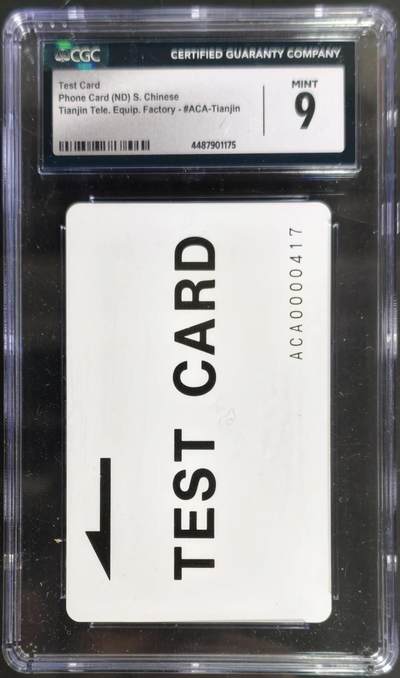 CGC
CERTIFIED GUARANTY COMPANY
Test Card
Phone Card (ND) S. Chinese
Tianjin Tele. Equip. Factory - #ACA-Tianjin
4487901175
MINT
9
TEST CARD
ACA0000417